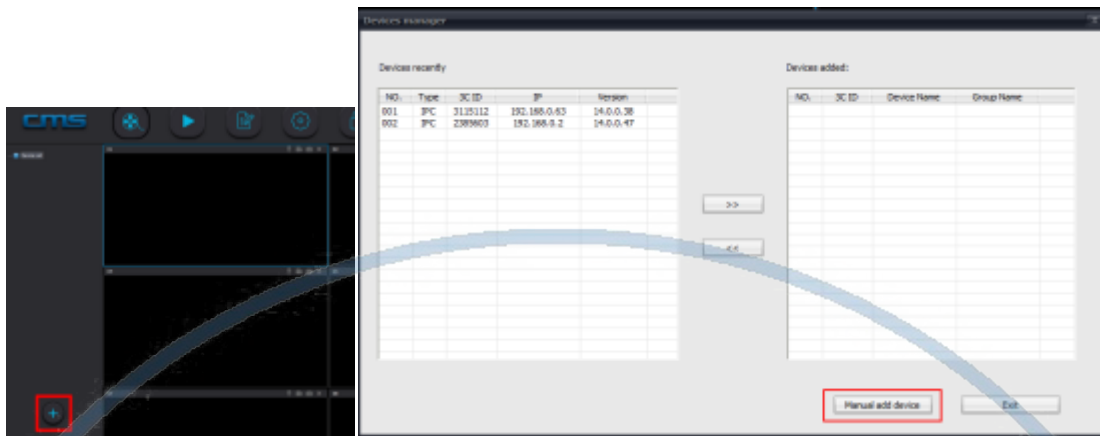 cms
Devices manager
Devices recently
NO. Type SC ID IP Version
001 IPC 3115112 192.168.0.63 14.0.0.38
002 IPC 2389603 192.168.0.2 14.0.0.47
>>
<<
Devices added:
NO. SC ID Device Name Group Name
Manual add device
Exit